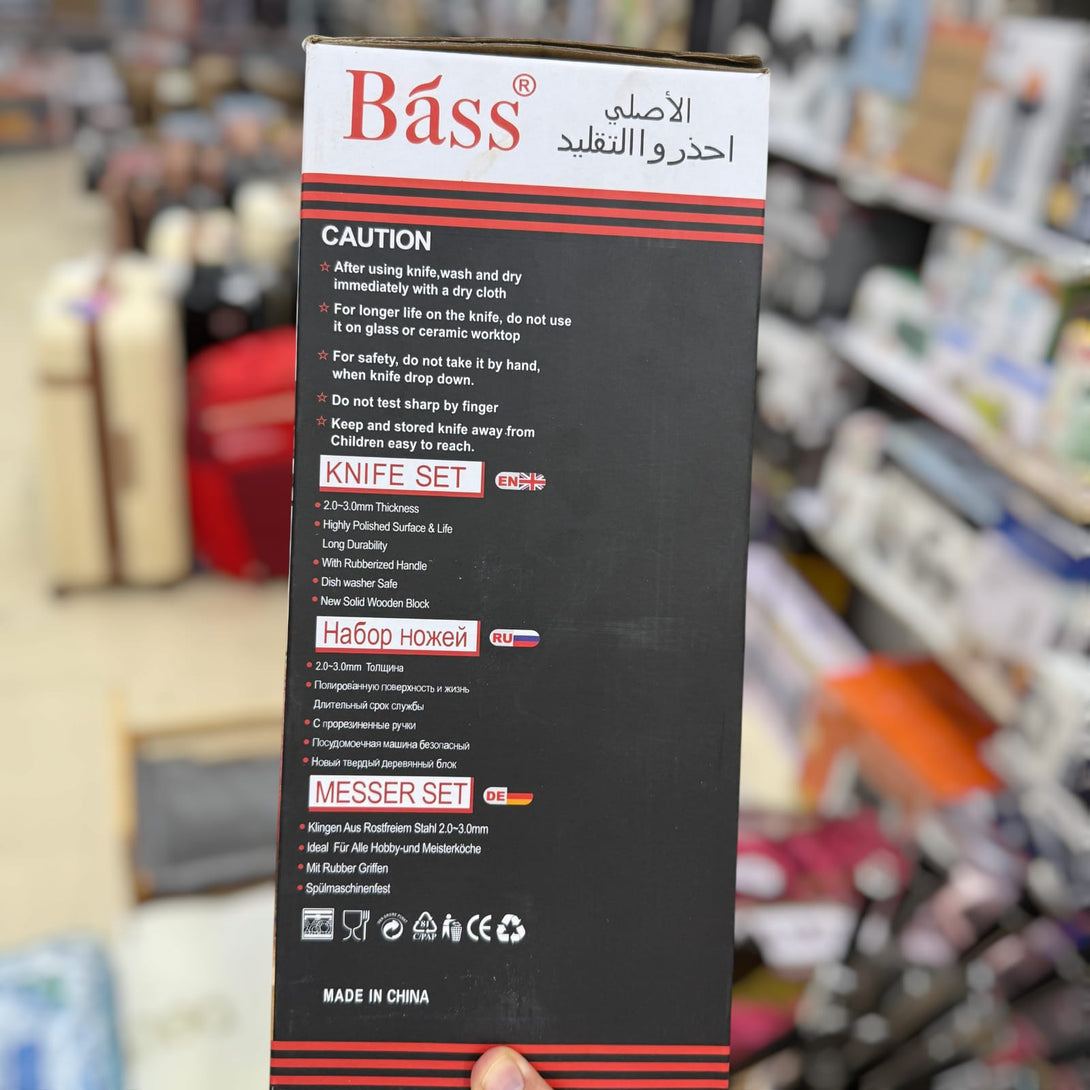 Báss®
الأصلي
احذر واالتقليد
CAUTION
☆ After using knife,wash and dry
immediately with a dry cloth
☆ For longer life on the knife, do not use
it on glass or ceramic worktop
☆ For safety, do not take it by hand,
when knife drop down.
☆ Do not test sharp by finger
☆ Keep and stored knife away from
Children easy to reach.
KNIFE SET EN
• 2.0~3.0mm Thickness
• Highly Polished Surface & Life
Long Durability
• With Rubberized Handle
• Dish washer Safe
• New Solid Wooden Block
Набор ножей RU
• 2.0~3.0mm Толщина
• Полированную поверхность и жизнь
Длительный срок службы
• С прорезиненные ручки
• Посудомоечная машина безопасный
• Новый твердый деревянный блок
MESSER SET DE
• Klingen Aus Rostfreiem Stahl 2.0~3.0mm
• Ideal Für Alle Hobby-und Meisterköche
• Mit Rubber Griffen
• Spülmaschinenfest
81
C/PAP
CE
MADE IN CHINA